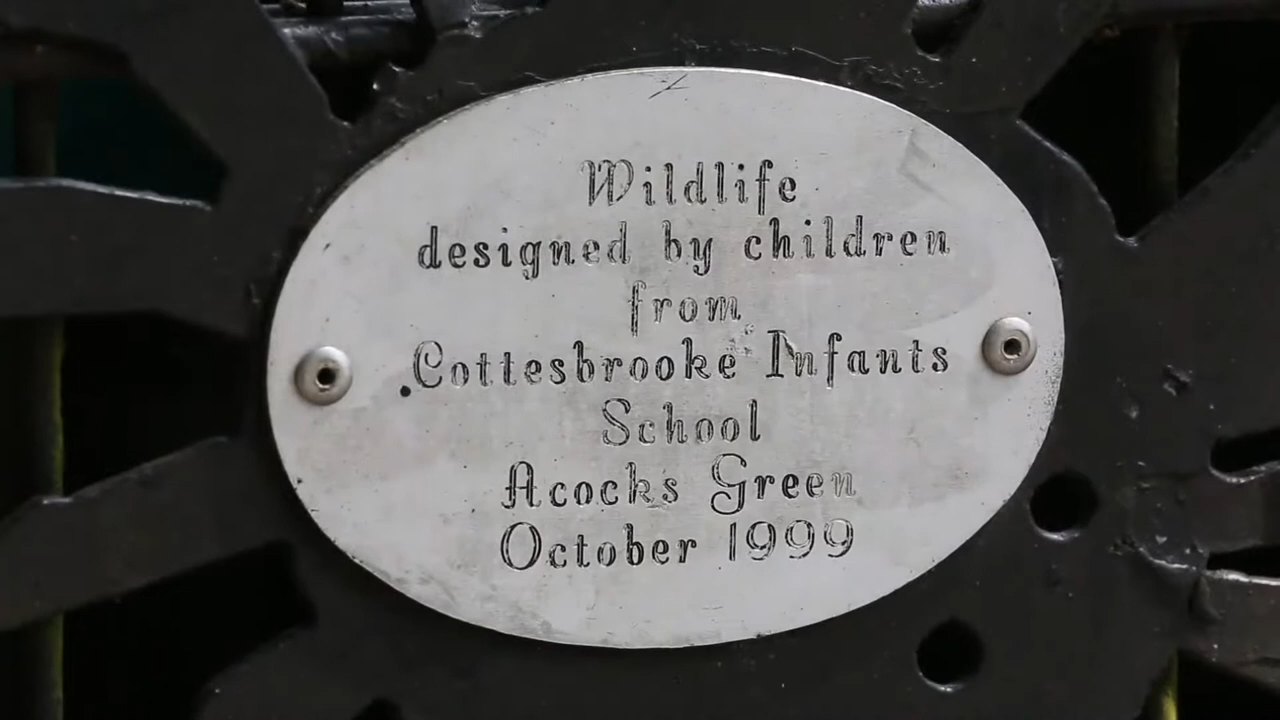 Wildlife
designed by children
from
Cottesbrooke Infants
School
Acocks Green
October 1999